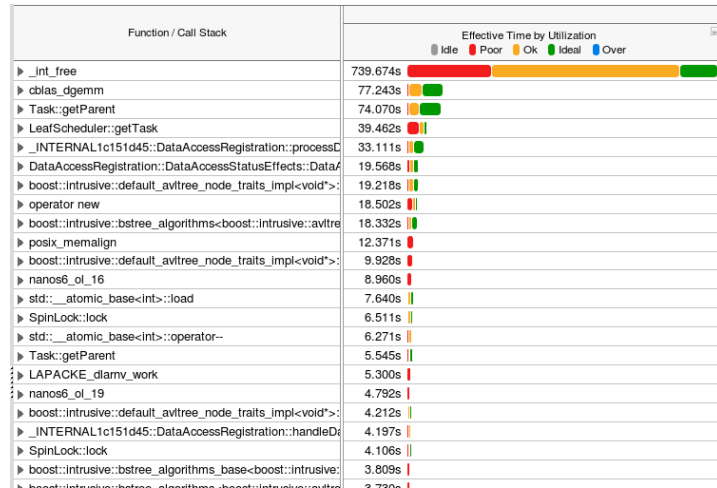 Function / Call Stack
Effective Time by Utilization
Idle Poor Ok Ideal Over
_int_free 739.674s
cblas_dgemm 77.243s
Task::getParent 74.070s
LeafScheduler::getTask 39.462s
_INTERNAL1c151d45::DataAccessRegistration::processD 33.111s
DataAccessRegistration::DataAccessStatusEffects::DataA 19.568s
boost::intrusive::default_avltree_node_traits_impl<void*>: 19.218s
operator new 18.502s
boost::intrusive::bstree_algorithms<boost::intrusive::avltre 18.332s
posix_memalign 12.371s
boost::intrusive::default_avltree_node_traits_impl<void*>: 9.928s
nanos6_ol_16 8.960s
std::__atomic_base<int>::load 7.640s
SpinLock::lock 6.511s
std::__atomic_base<int>::operator-- 6.271s
Task::getParent 5.545s
LAPACKE_dlarnv_work 5.300s
nanos6_ol_19 4.792s
boost::intrusive::default_avltree_node_traits_impl<void*>: 4.212s
_INTERNAL1c151d45::DataAccessRegistration::handleDa 4.197s
SpinLock::lock 4.106s
boost::intrusive::bstree_algorithms_base<boost::intrusive: 3.809s